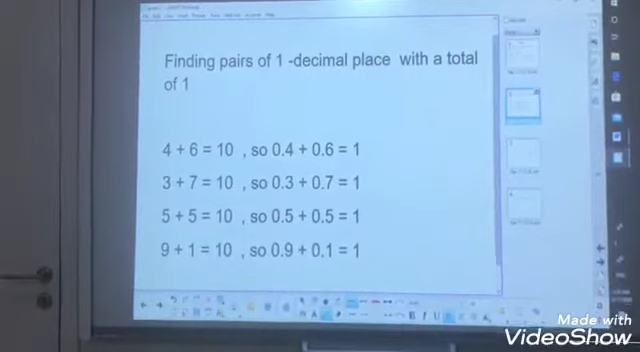 Finding pairs of 1 -decimal place with a total
of 1
4 + 6 = 10 , so 0.4 + 0.6 = 1
3 + 7 = 10 , so 0.3 + 0.7 = 1
5 + 5 = 10 , so 0.5 + 0.5 = 1
9 + 1 = 10 , so 0.9 + 0.1 = 1
Made with
VideoShow